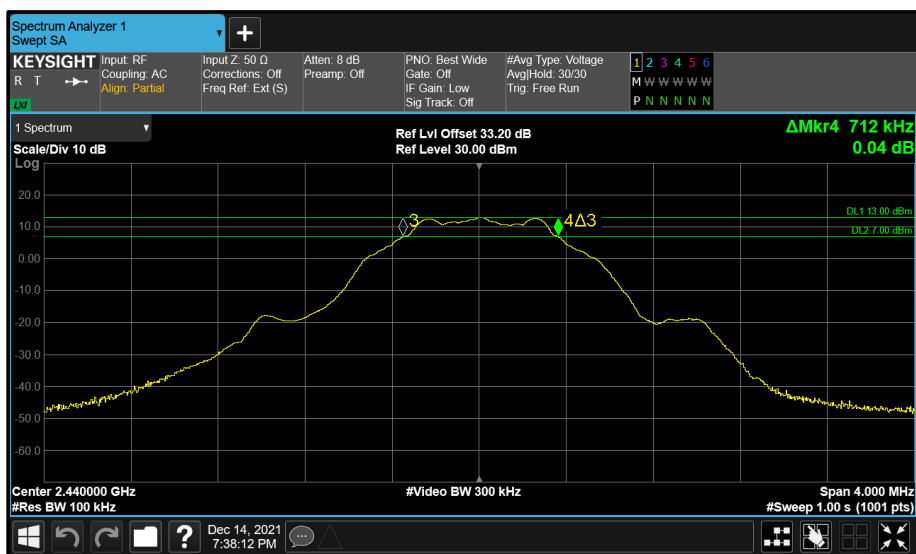 Spectrum Analyzer 1
Swept SA
+
KEYSIGHT
R T
LXI
Input: RF
Coupling: AC
Align: Partial
Input Z: 50 Ω
Corrections: Off
Freq Ref: Ext (S)
Atten: 8 dB
Preamp: Off
PNO: Best Wide
Gate: Off
IF Gain: Low
Sig Track: Off
#Avg Type: Voltage
Avg|Hold: 30/30
Trig: Free Run
1 2 3 4 5 6
M W W W W W
P N N N N N
1 Spectrum
Scale/Div 10 dB
Log
Ref Lvl Offset 33.20 dB
Ref Level 30.00 dBm
ΔMkr4 712 kHz
0.04 dB
20.0
10.0
0.00
-10.0
-20.0
-30.0
-40.0
-50.0
-60.0
3
4Δ3
DL1 13.00 dBm
DL2 7.00 dBm
Center 2.440000 GHz
#Res BW 100 kHz
#Video BW 300 kHz
Span 4.000 MHz
#Sweep 1.00 s (1001 pts)
?
Dec 14, 2021
7:38:12 PM